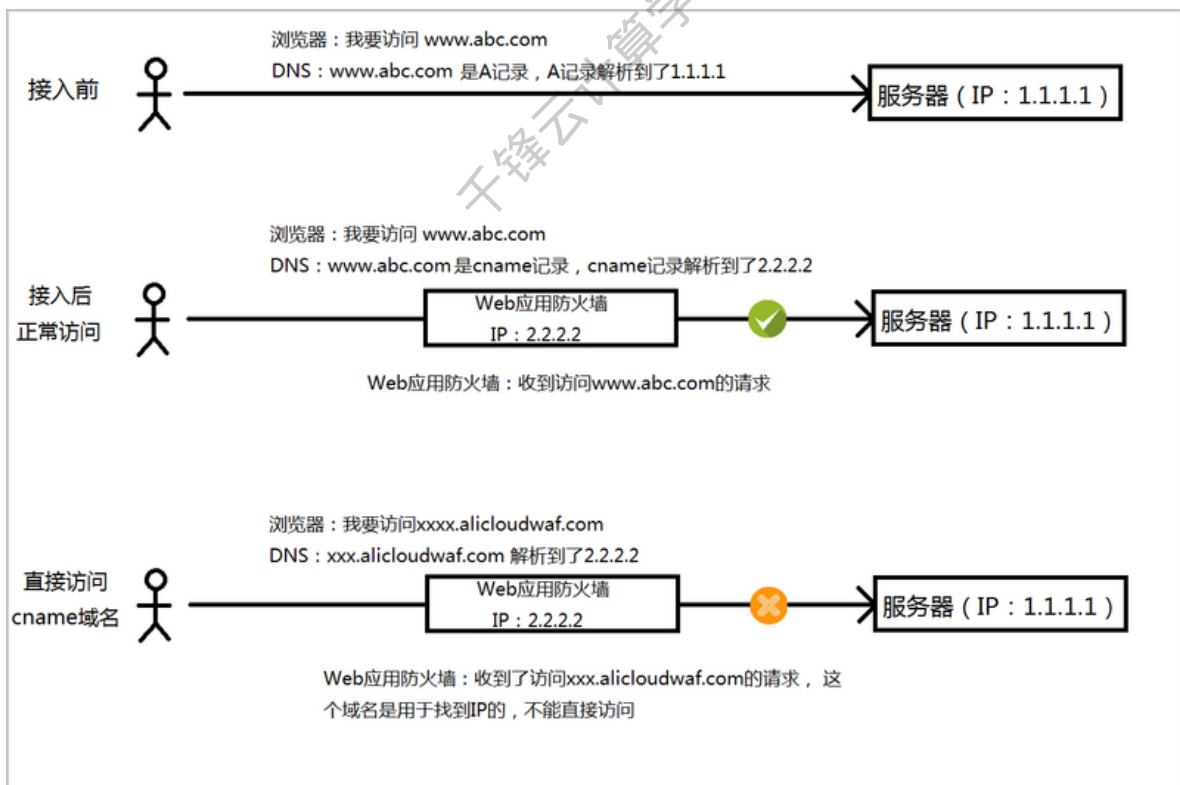 浏览器：我要访问 www.abc.com
DNS：www.abc.com 是A记录，A记录解析到了1.1.1.1
接入前
服务器（IP：1.1.1.1）
千锋云计算学
浏览器：我要访问 www.abc.com
DNS：www.abc.com 是cname记录，cname记录解析到了2.2.2.2
接入后
正常访问
Web应用防火墙
IP：2.2.2.2
服务器（IP：1.1.1.1）
Web应用防火墙：收到访问www.abc.com的请求
浏览器：我要访问xxxx.alicloudwaf.com
DNS：xxx.alicloudwaf.com 解析到了2.2.2.2
直接访问
cname域名
Web应用防火墙
IP：2.2.2.2
服务器（IP：1.1.1.1）
Web应用防火墙：收到了访问xxx.alicloudwaf.com的请求，这
个域名是用于找到IP的，不能直接访问